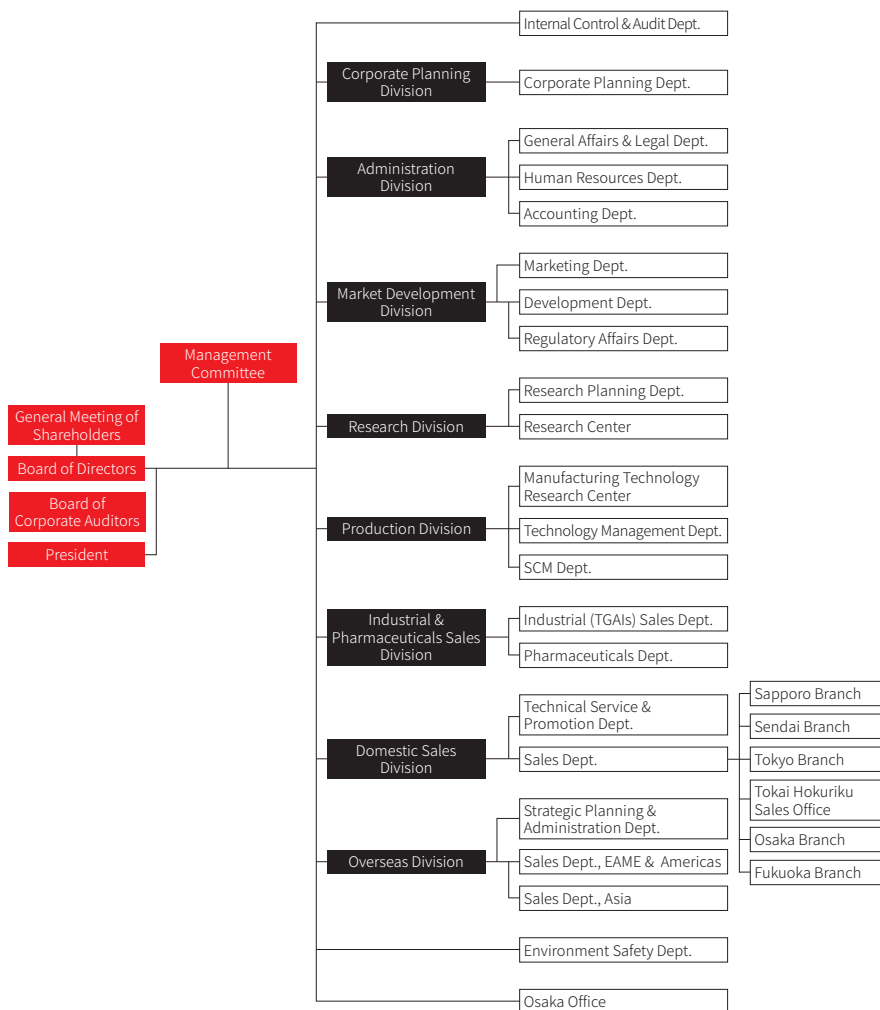 Internal Control & Audit Dept.
Corporate Planning
Division
Corporate Planning Dept.
Administration
Division
General Affairs & Legal Dept.
Human Resources Dept.
Accounting Dept.
Market Development
Division
Marketing Dept.
Development Dept.
Regulatory Affairs Dept.
Management
Committee
General Meeting of
Shareholders
Board of Directors
Board of
Corporate Auditors
President
Research Division
Research Planning Dept.
Research Center
Production Division
Manufacturing Technology
Research Center
Technology Management Dept.
SCM Dept.
Industrial &
Pharmaceuticals Sales
Division
Industrial (TGAIs) Sales Dept.
Pharmaceuticals Dept.
Domestic Sales
Division
Technical Service &
Promotion Dept.
Sales Dept.
Sapporo Branch
Sendai Branch
Tokyo Branch
Tokai Hokuriku
Sales Office
Osaka Branch
Fukuoka Branch
Overseas Division
Strategic Planning &
Administration Dept.
Sales Dept., EAME & Americas
Sales Dept., Asia
Environment Safety Dept.
Osaka Office